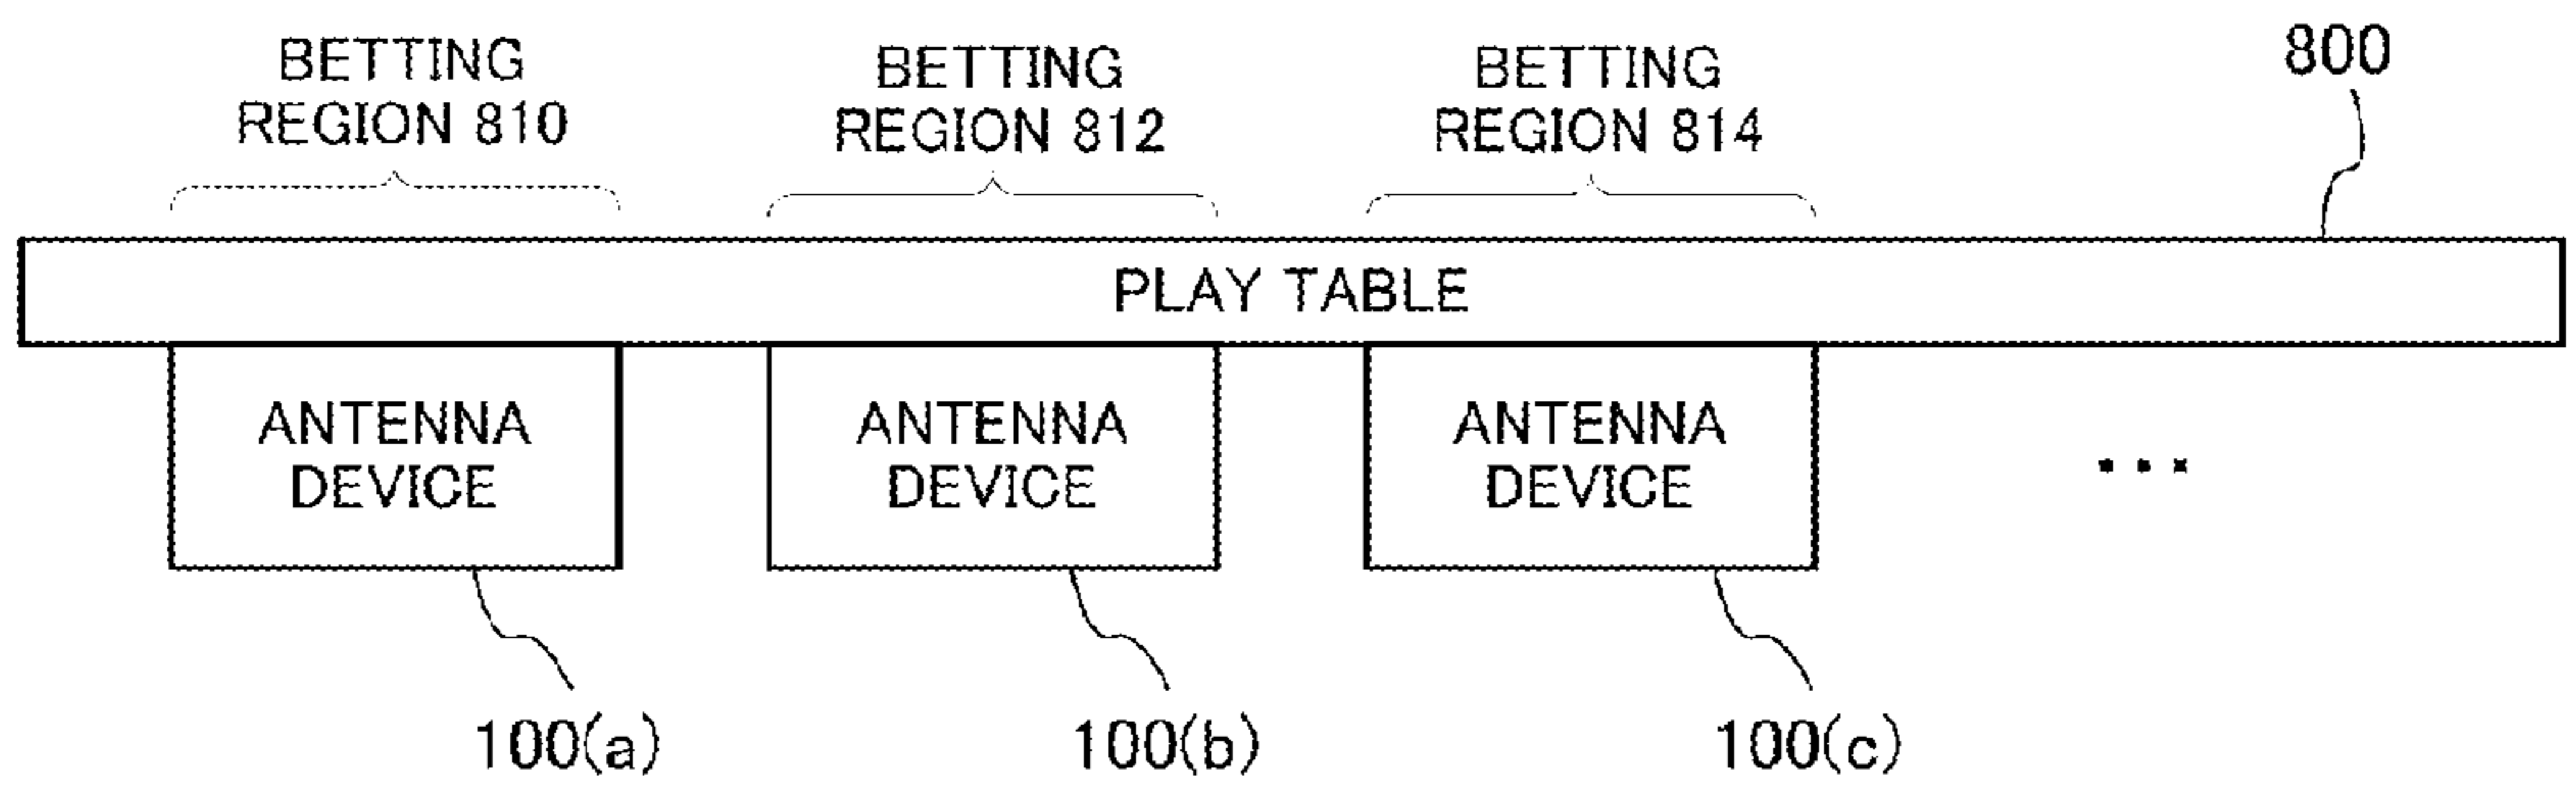 BETTING
REGION 810
BETTING
REGION 812
BETTING
REGION 814
800
PLAY TABLE
ANTENNA
DEVICE
ANTENNA
DEVICE
ANTENNA
DEVICE
...
100(a)
100(b)
100(c)